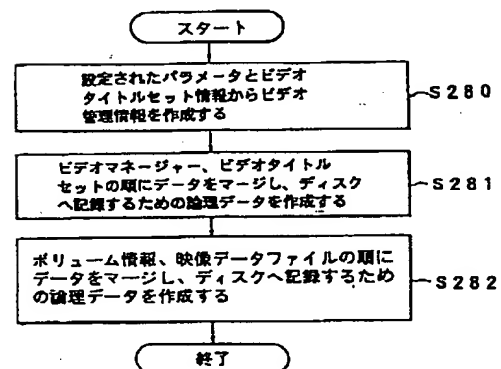 スタート
設定されたパラメータとビデオ
タイトルセット情報からビデオ
管理情報を作成する
S280
ビデオマネージャー、ビデオタイトル
セットの順にデータをマージし、ディスク
へ記録するための論理データを作成する
S281
ボリューム情報、映像データファイルの順に
データをマージし、ディスクへ記録するため
の論理データを作成する
S282
終了